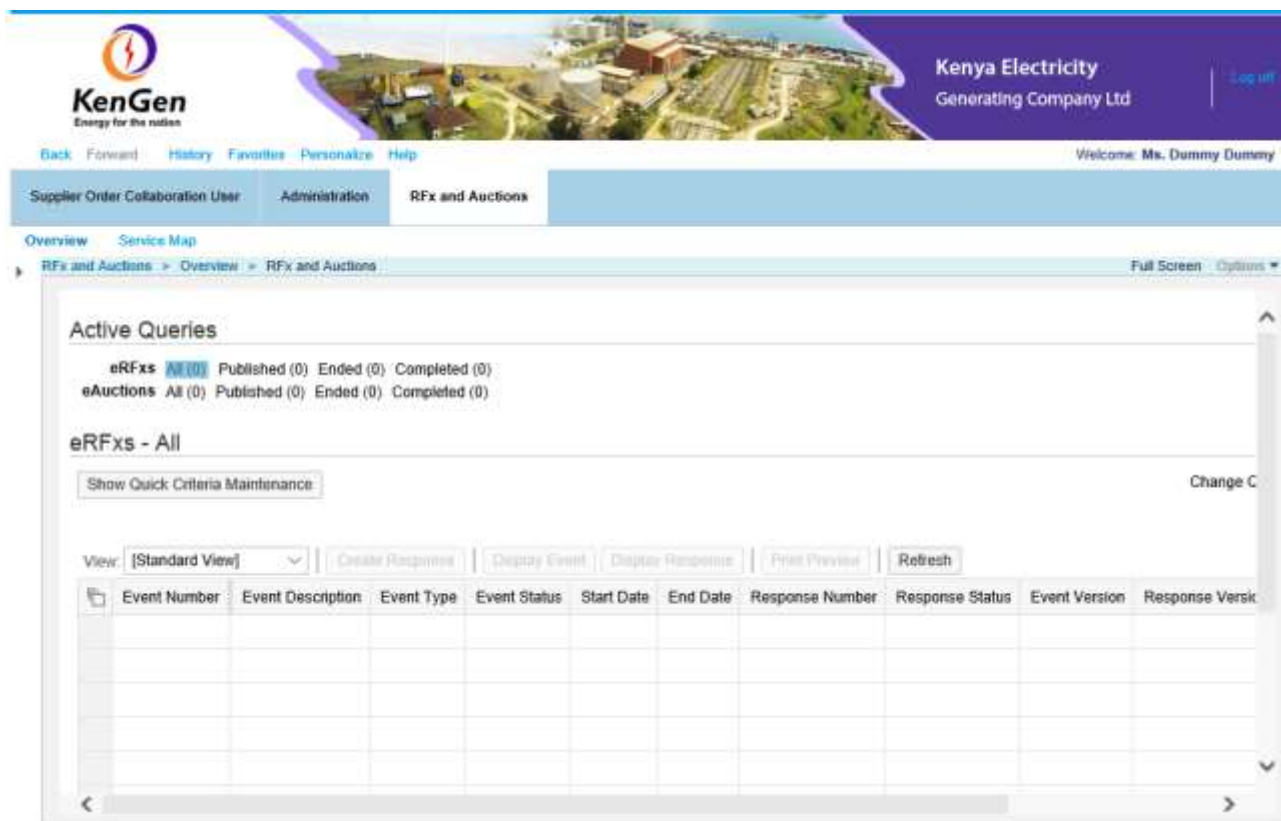 KenGen
Energy for the nation
Kenya Electricity
Generating Company Ltd
Log off
Back Forward History Favorites Personalize Help
Welcome: Ms. Dummy Dummy
Supplier Order Collaboration User Administration RFx and Auctions
Overview Service Map
RFx and Auctions > Overview > RFx and Auctions Full Screen Options
Active Queries
eRFxs All (0) Published (0) Ended (0) Completed (0)
eAuctions All (0) Published (0) Ended (0) Completed (0)
eRFxs - All
Show Quick Criteria Maintenance Change C
View: [Standard View] Create Response Display Event Display Response Print Preview Refresh
Event Number Event Description Event Type Event Status Start Date End Date Response Number Response Status Event Version Response Versic